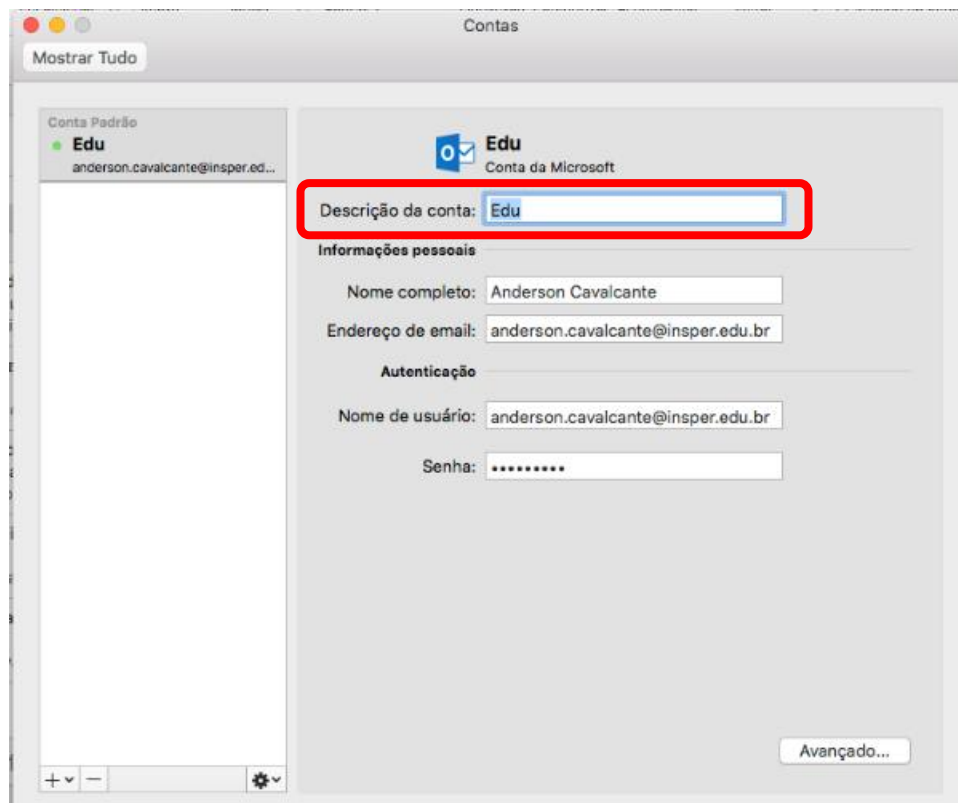 Contas
Mostrar Tudo
Conta Padrão
Edu
anderson.cavalcante@insper.ed...
Edu
Conta da Microsoft
Descrição da conta: Edu
Informações pessoais
Nome completo: Anderson Cavalcante
Endereço de email: anderson.cavalcante@insper.edu.br
Autenticação
Nome de usuário: anderson.cavalcante@insper.edu.br
Senha: •••••••••
Avançado...